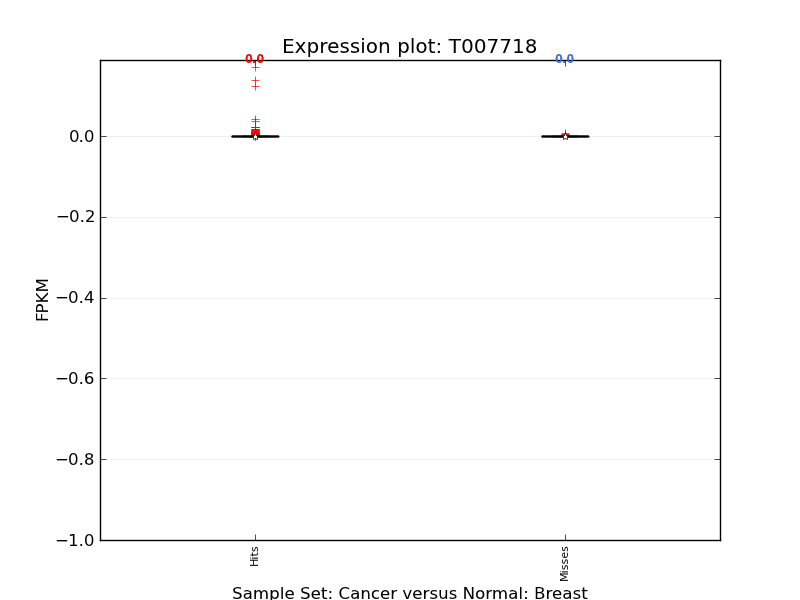 Expression plot: T007718
0.0 0.0
0.0
−0.2
−0.4
−0.6
−0.8
−1.0
FPKM
Hits Misses
Sample Set: Cancer versus Normal: Breast